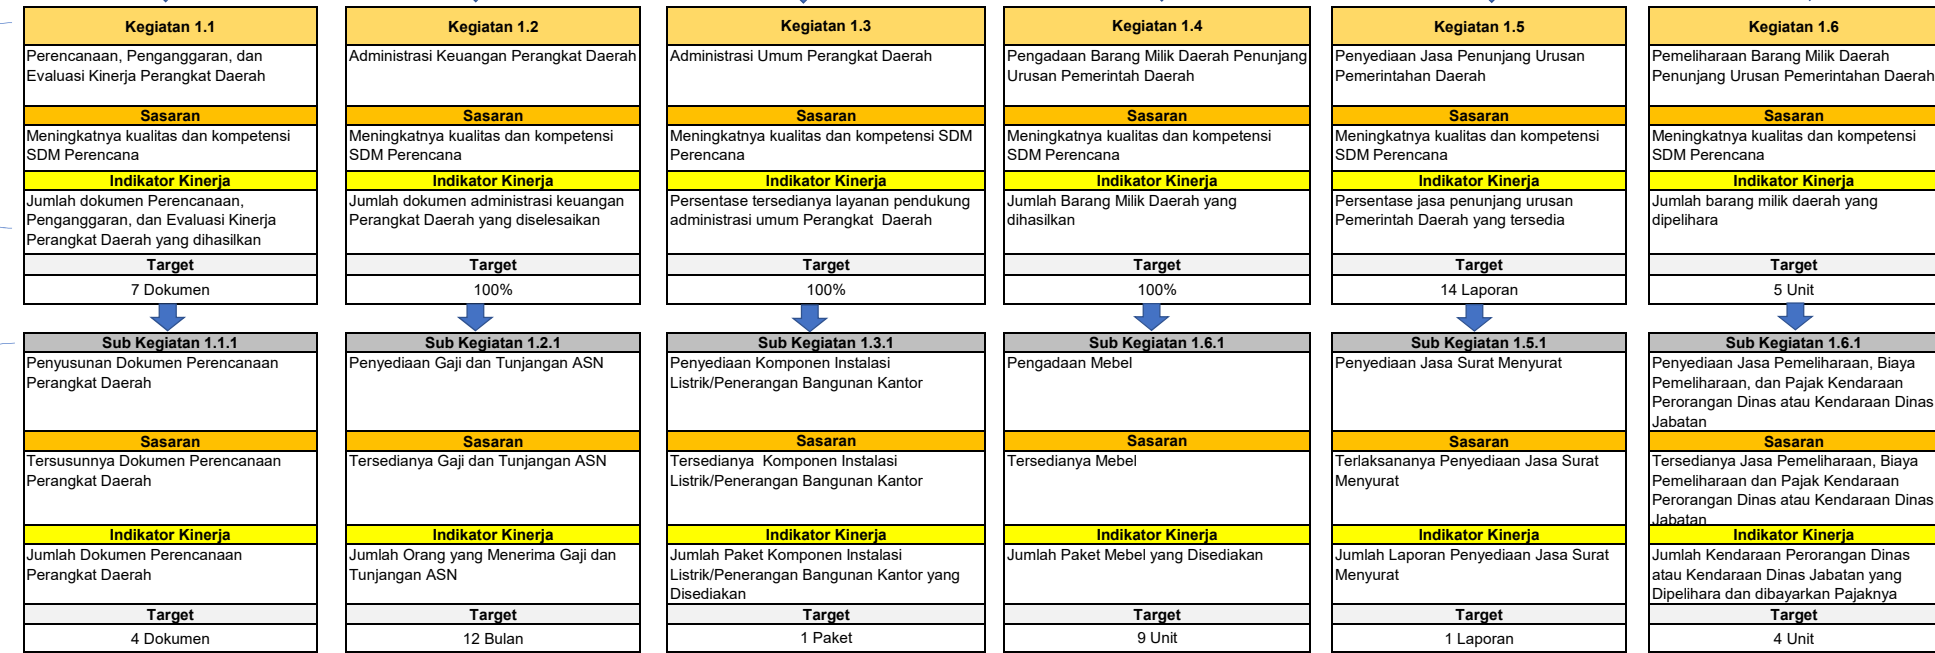 Kegiatan 1.1
Perencanaan, Penganggaran, dan
Evaluasi Kinerja Perangkat Daerah
Sasaran
Meningkatnya kualitas dan kompetensi
SDM Perencana
Indikator Kinerja
Jumlah dokumen Perencanaan,
Penganggaran, dan Evaluasi Kinerja
Perangkat Daerah yang dihasilkan
Target
7 Dokumen
Sub Kegiatan 1.1.1
Penyusunan Dokumen Perencanaan
Perangkat Daerah
Sasaran
Tersusunnya Dokumen Perencanaan
Perangkat Daerah
Indikator Kinerja
Jumlah Dokumen Perencanaan
Perangkat Daerah
Target
4 Dokumen
Kegiatan 1.2
Administrasi Keuangan Perangkat Daerah
Sasaran
Meningkatnya kualitas dan kompetensi
SDM Perencana
Indikator Kinerja
Jumlah dokumen administrasi keuangan
Perangkat Daerah yang diselesaikan
Target
100%
Sub Kegiatan 1.2.1
Penyediaan Gaji dan Tunjangan ASN
Sasaran
Tersedianya Gaji dan Tunjangan ASN
Indikator Kinerja
Jumlah Orang yang Menerima Gaji dan
Tunjangan ASN
Target
12 Bulan
Kegiatan 1.3
Administrasi Umum Perangkat Daerah
Sasaran
Meningkatnya kualitas dan kompetensi SDM
Perencana
Indikator Kinerja
Persentase tersedianya layanan pendukung
administrasi umum Perangkat  Daerah
Target
100%
Sub Kegiatan 1.3.1
Penyediaan Komponen Instalasi
Listrik/Penerangan Bangunan Kantor
Sasaran
Tersedianya  Komponen Instalasi
Listrik/Penerangan Bangunan Kantor
Indikator Kinerja
Jumlah Paket Komponen Instalasi
Listrik/Penerangan Bangunan Kantor yang
Disediakan
Target
1 Paket
Kegiatan 1.4
Pengadaan Barang Milik Daerah Penunjang
Urusan Pemerintah Daerah
Sasaran
Meningkatnya kualitas dan kompetensi
SDM Perencana
Indikator Kinerja
Jumlah Barang Milik Daerah yang
dihasilkan
Target
100%
Sub Kegiatan 1.6.1
Pengadaan Mebel
Sasaran
Tersedianya Mebel
Indikator Kinerja
Jumlah Paket Mebel yang Disediakan
Target
9 Unit
Kegiatan 1.5
Penyediaan Jasa Penunjang Urusan
Pemerintahan Daerah
Sasaran
Meningkatnya kualitas dan kompetensi
SDM Perencana
Indikator Kinerja
Persentase jasa penunjang urusan
Pemerintah Daerah yang tersedia
Target
14 Laporan
Sub Kegiatan 1.5.1
Penyediaan Jasa Surat Menyurat
Sasaran
Terlaksananya Penyediaan Jasa Surat
Menyurat
Indikator Kinerja
Jumlah Laporan Penyediaan Jasa Surat
Menyurat
Target
1 Laporan
Kegiatan 1.6
Pemeliharaan Barang Milik Daerah
Penunjang Urusan Pemerintahan Daerah
Sasaran
Meningkatnya kualitas dan kompetensi
SDM Perencana
Indikator Kinerja
Jumlah barang milik daerah yang
dipelihara
Target
5 Unit
Sub Kegiatan 1.6.1
Penyediaan Jasa Pemeliharaan, Biaya
Pemeliharaan, dan Pajak Kendaraan
Perorangan Dinas atau Kendaraan Dinas
Jabatan
Sasaran
Tersedianya Jasa Pemeliharaan, Biaya
Pemeliharaan dan Pajak Kendaraan
Perorangan Dinas atau Kendaraan Dinas
Jabatan
Indikator Kinerja
Jumlah Kendaraan Perorangan Dinas
atau Kendaraan Dinas Jabatan yang
Dipelihara dan dibayarkan Pajaknya
Target
4 Unit